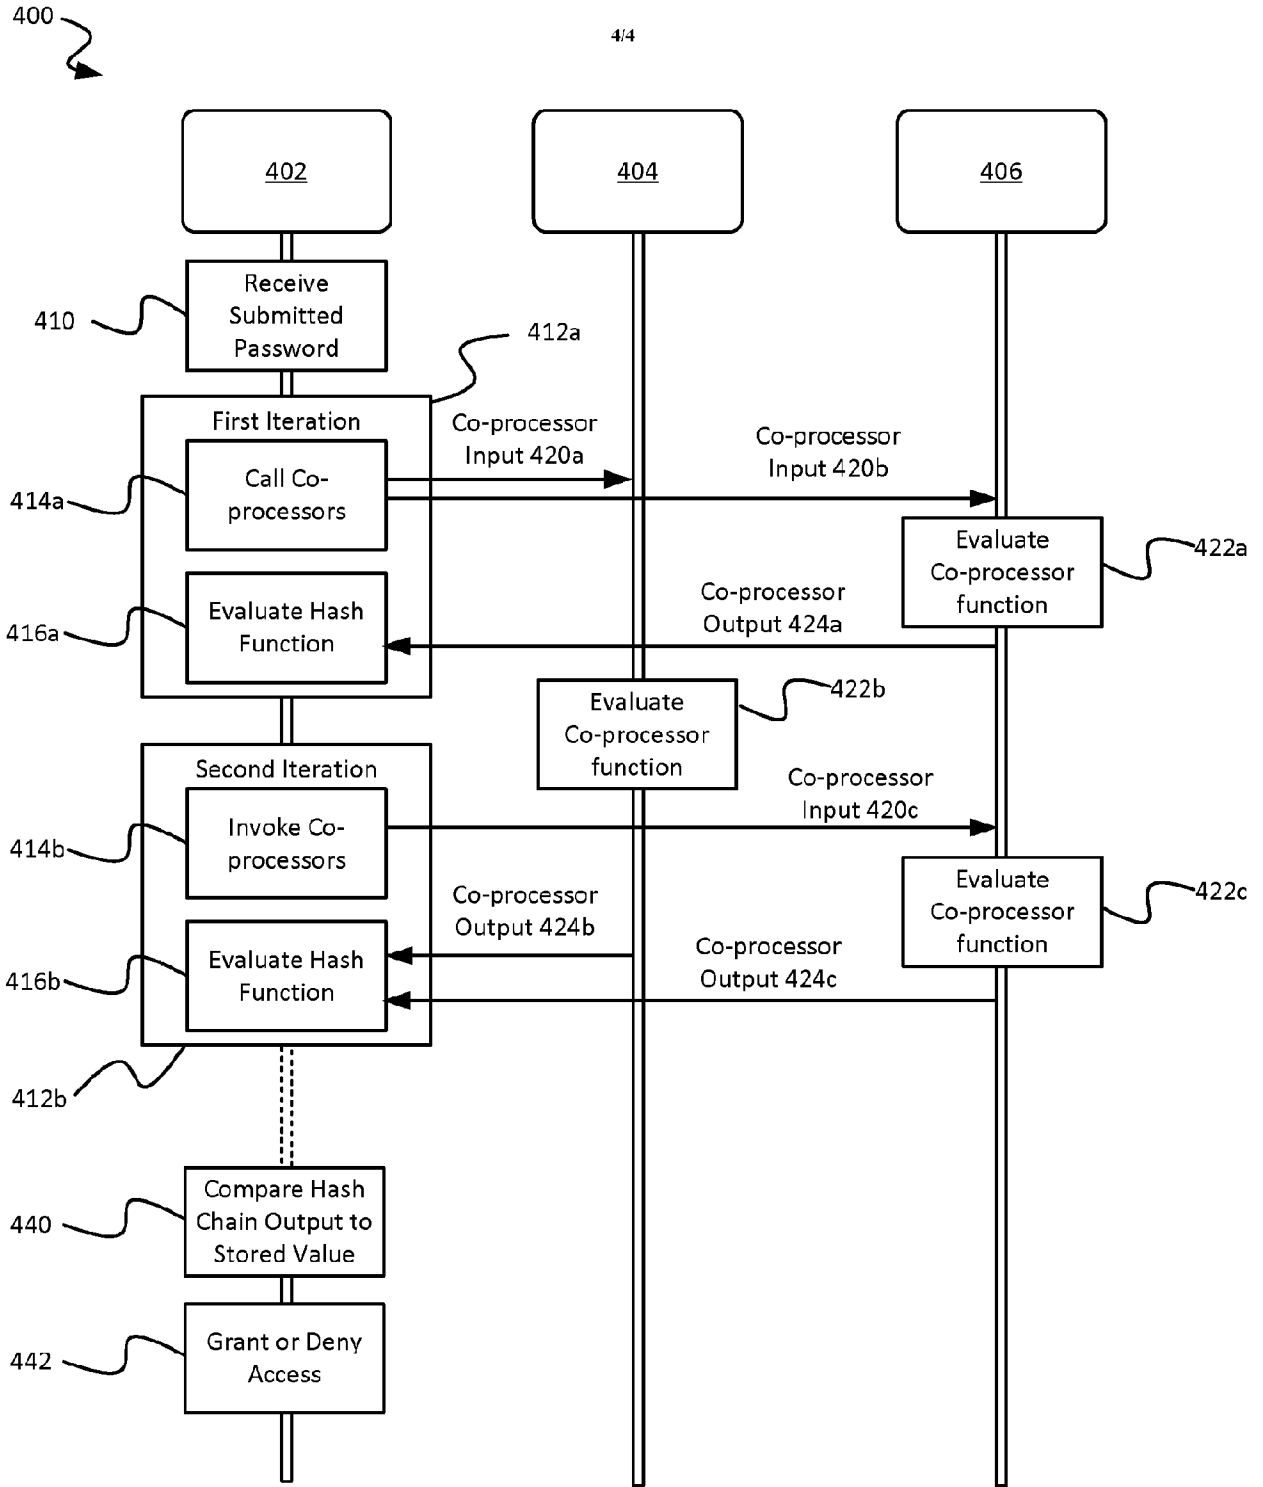 400
4/4
402
404
406
410
Receive
Submitted
Password
412a
First Iteration
Co-processor
Input 420a
Co-processor
Input 420b
414a
Call Co-
processors
Evaluate
Co-processor
function
422a
416a
Evaluate Hash
Function
Co-processor
Output 424a
Evaluate
Co-processor
function
422b
Second Iteration
Co-processor
Input 420c
414b
Invoke Co-
processors
Evaluate
Co-processor
function
422c
Co-processor
Output 424b
416b
Evaluate Hash
Function
Co-processor
Output 424c
412b
440
Compare Hash
Chain Output to
Stored Value
442
Grant or Deny
Access